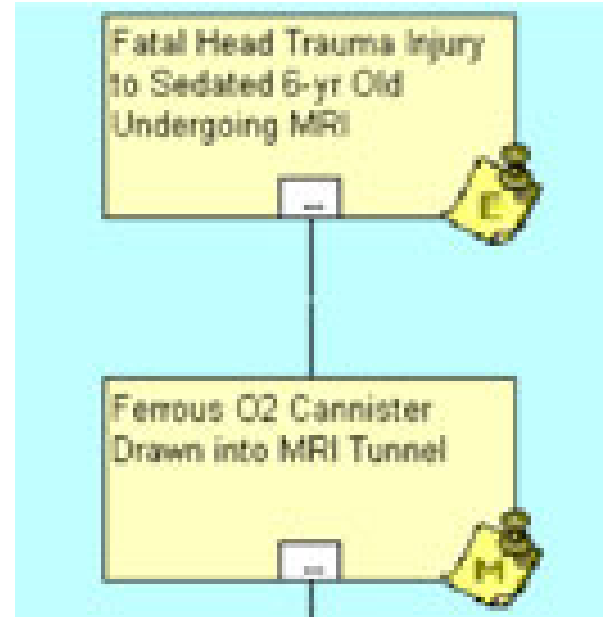 Fatal Head Trauma Injury
to Sedated 6-yr Old
Undergoing MRI
...
E
Ferrous O2 Cannister
Drawn into MRI Tunnel
...
M